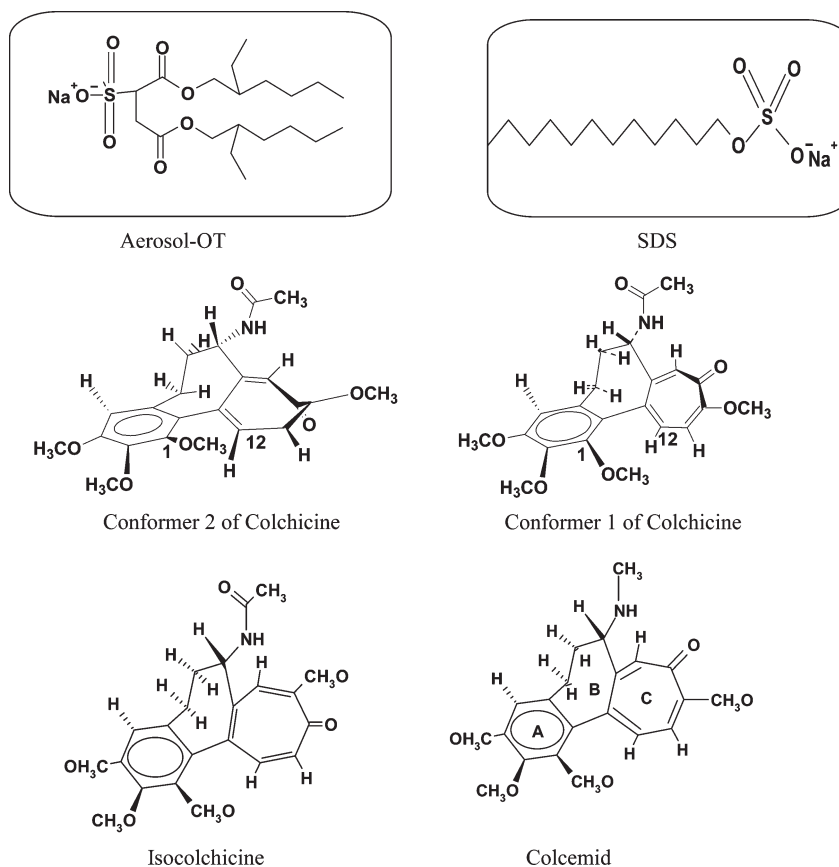 O
O
Na⁺O⁻S
O
O
O
O
Aerosol-OT
O
O
S
O
O⁻Na⁺
SDS
O
CH₃
H
NH
H
H
H
H
H
H
O
OCH₃
H₃CO
1
OCH₃
12
H
H
H₃CO
H₃CO
Conformer 2 of Colchicine
O
CH₃
H
NH
H
H
H
O
H
H
H
OCH₃
H₃CO
1
12
H
H
OCH₃
H₃CO
H₃CO
Conformer 1 of Colchicine
O
CH₃
H
NH
H
H
H
CH₃O
H
H
H
O
OH₃C
H
H
CH₃O
CH₃O
Isocolchicine
CH₃
H
NH
H
H
H
O
H
H
H
B
C
CH₃O
A
OH₃C
H
H
CH₃O
CH₃O
Colcemid